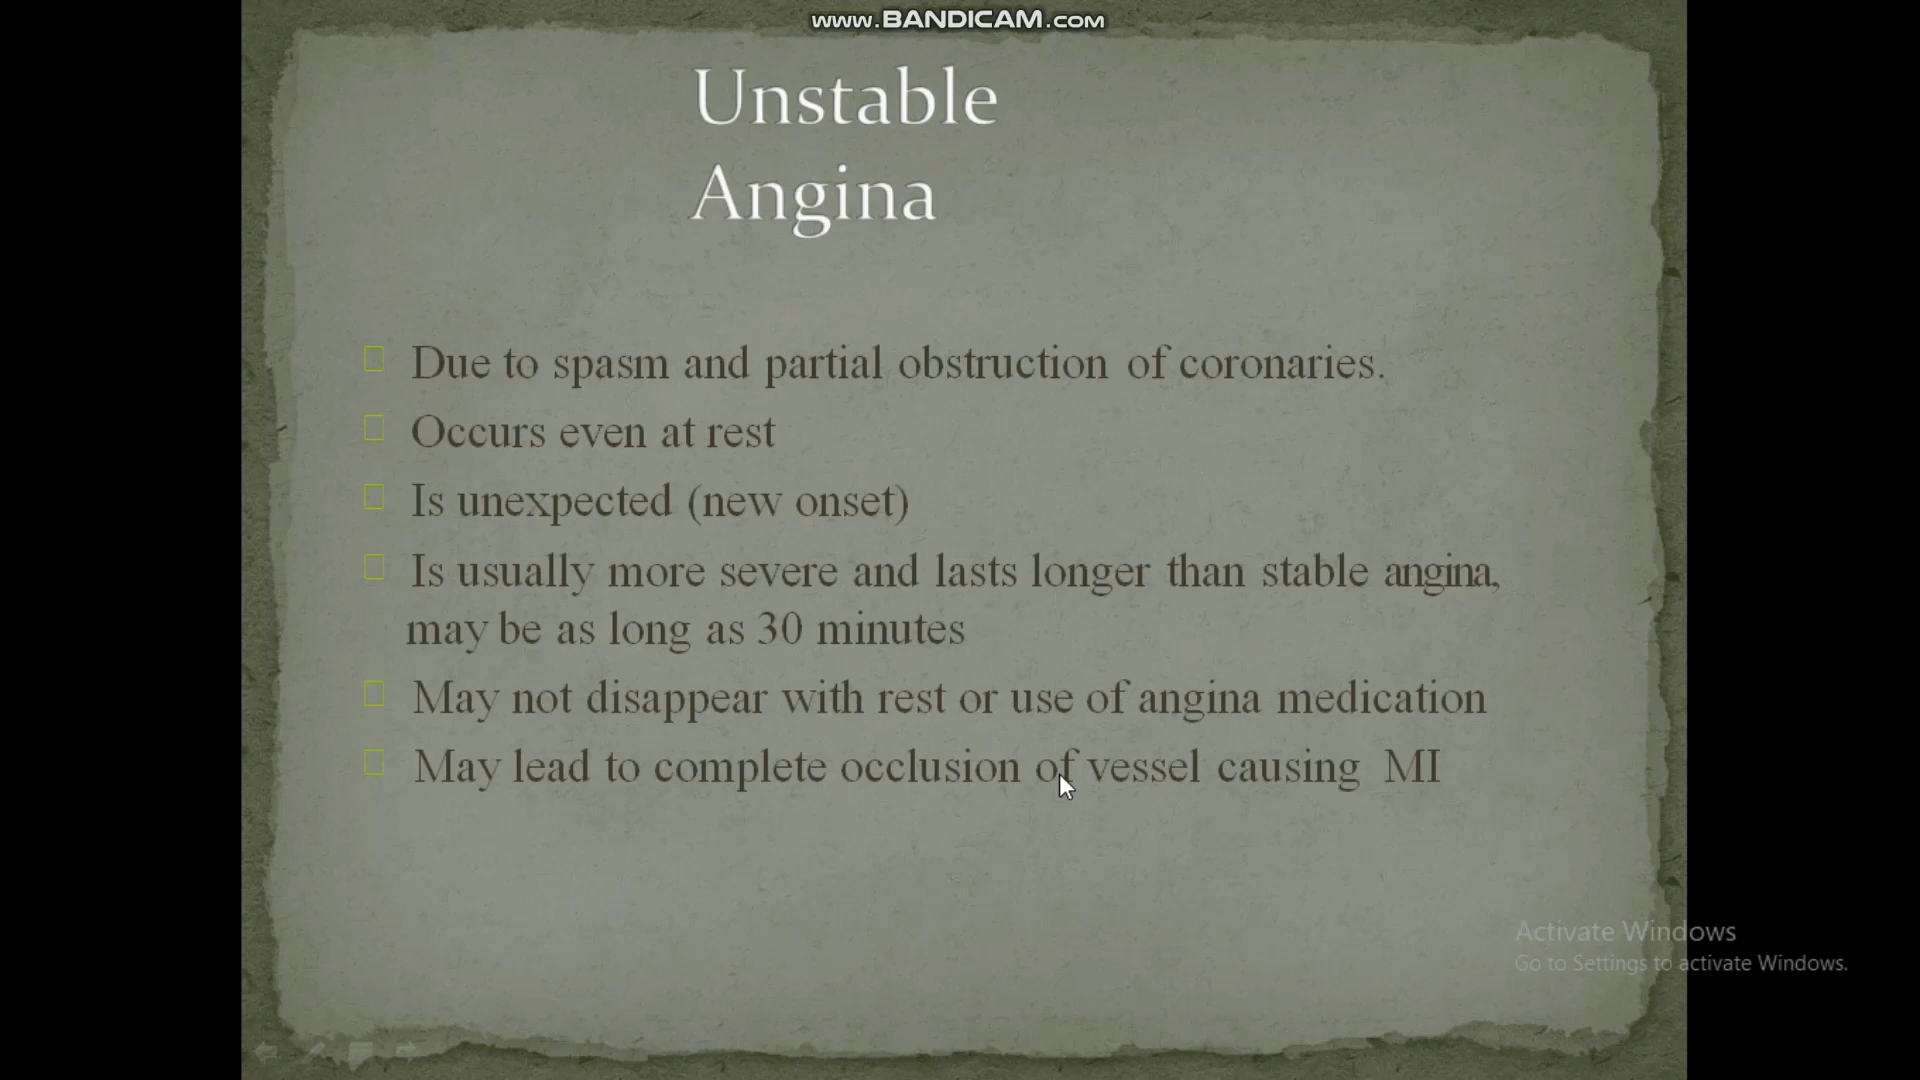 www.BANDICAM.com
Unstable
Angina
Due to spasm and partial obstruction of coronaries.
Occurs even at rest
Is unexpected (new onset)
Is usually more severe and lasts longer than stable angina,
may be as long as 30 minutes
May not disappear with rest or use of angina medication
May lead to complete occlusion of vessel causing MI
Activate Windows
Go to Settings to activate Windows.